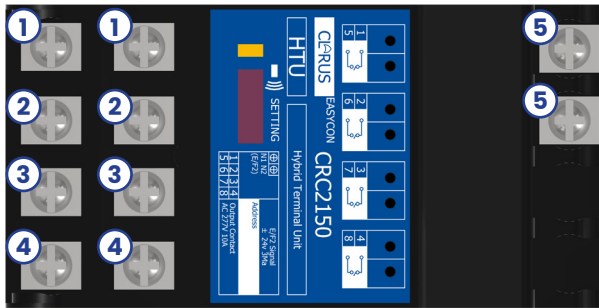 1 1
2 2
3 3
4 4
CLARUS EASYCON CRC2150
HTU Hybrid Terminal Unit
SETTING
E/F2 Signal
± 24v 3Ma
N1 N2
(E/F2)
Address
1 2 3 4
5 6 7 8
Output Contact
AC 277V 10A
1
5
2
6
3
7
4
8
5
5